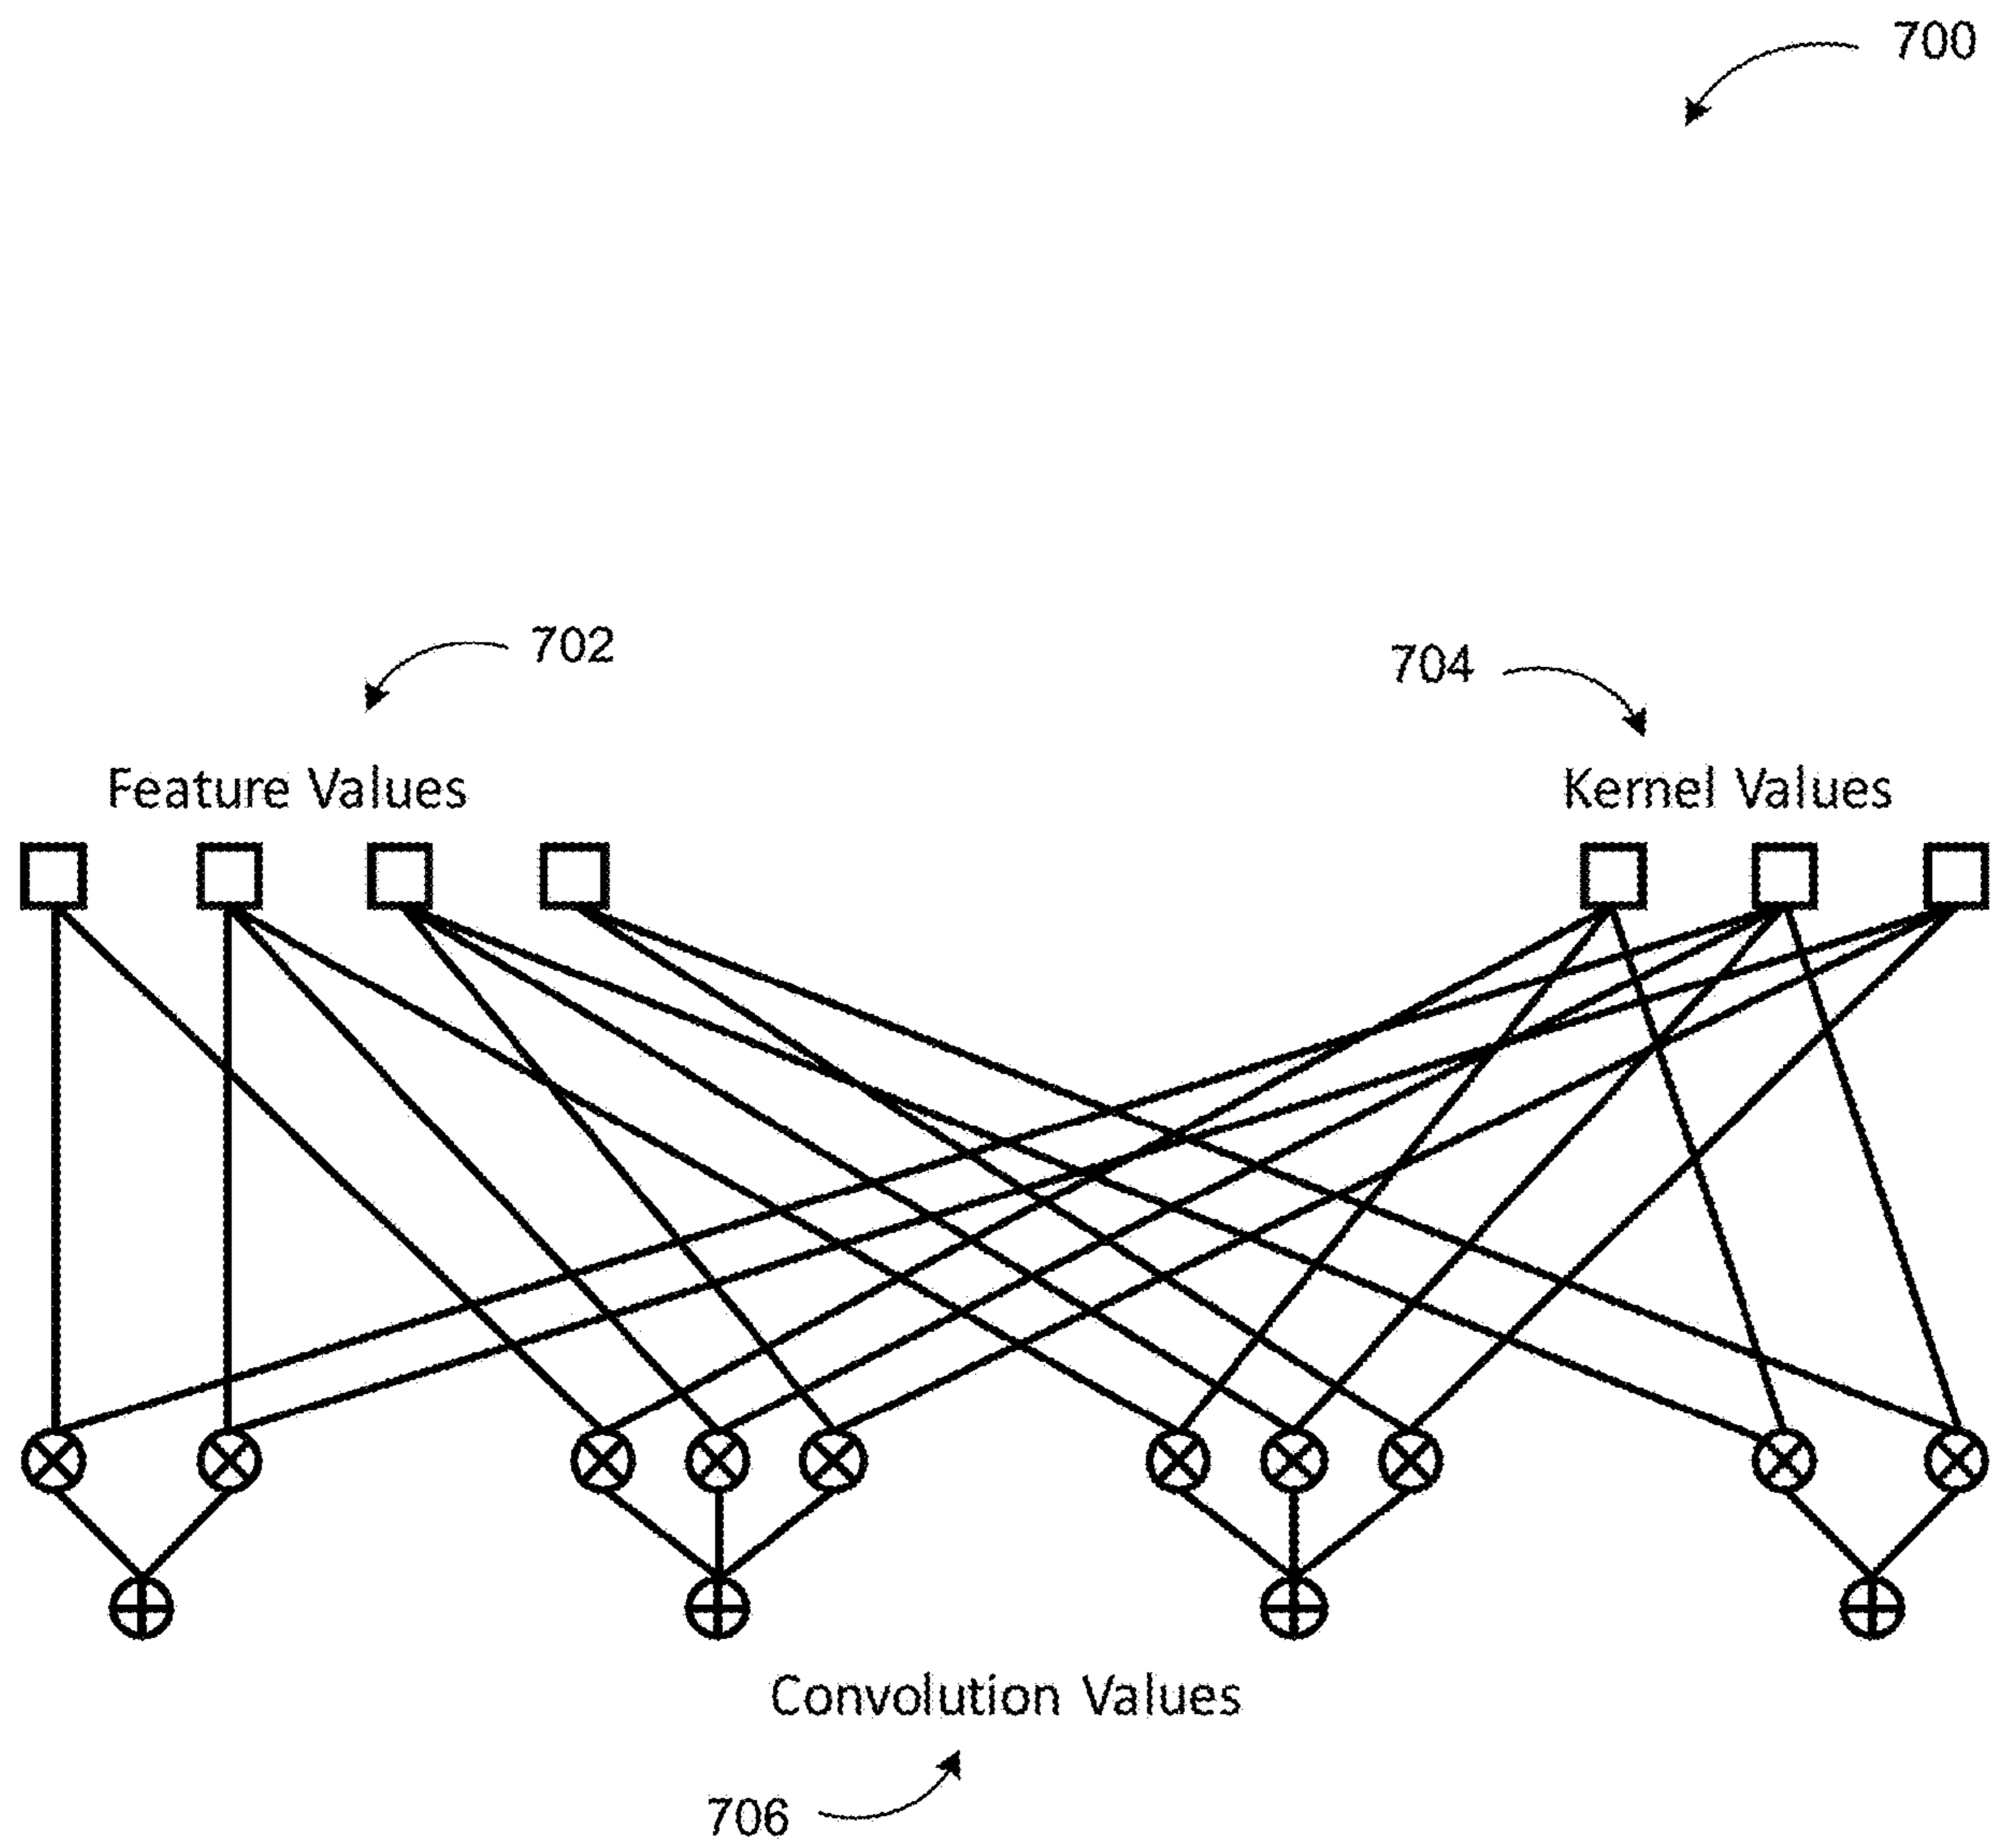 700
702
704
Feature Values
Kernel Values
Convolution Values
706